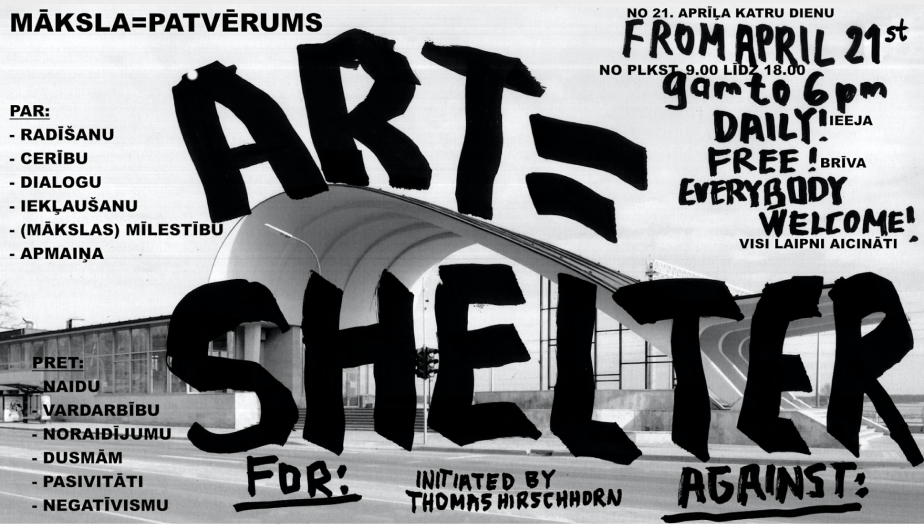 MĀKSLA=PATVĒRUMS
ART=
SHELTER
NO 21. APRĪĻA KATRU DIENU
FROM APRIL 21st
NO PLKST. 9.00 LĪDZ 18.00
9am to 6pm
DAILY! IEEJA
FREE! BRĪVA
EVERYBODY
WELCOME!
VISI LAIPNI AICINĀTI
PAR:
- RADĪŠANU
- CERĪBU
- DIALOGU
- IEKĻAUŠANU
- (MĀKSLAS) MĪLESTĪBU
- APMAIŅA
PRET:
- NAIDU
- VARDARBĪBU
- NORAIDĪJUMU
- DUSMĀM
- PASIVITĀTI
- NEGATĪVISMU
FOR:
INITIATED BY
THOMAS HIRSCHHORN
AGAINST: